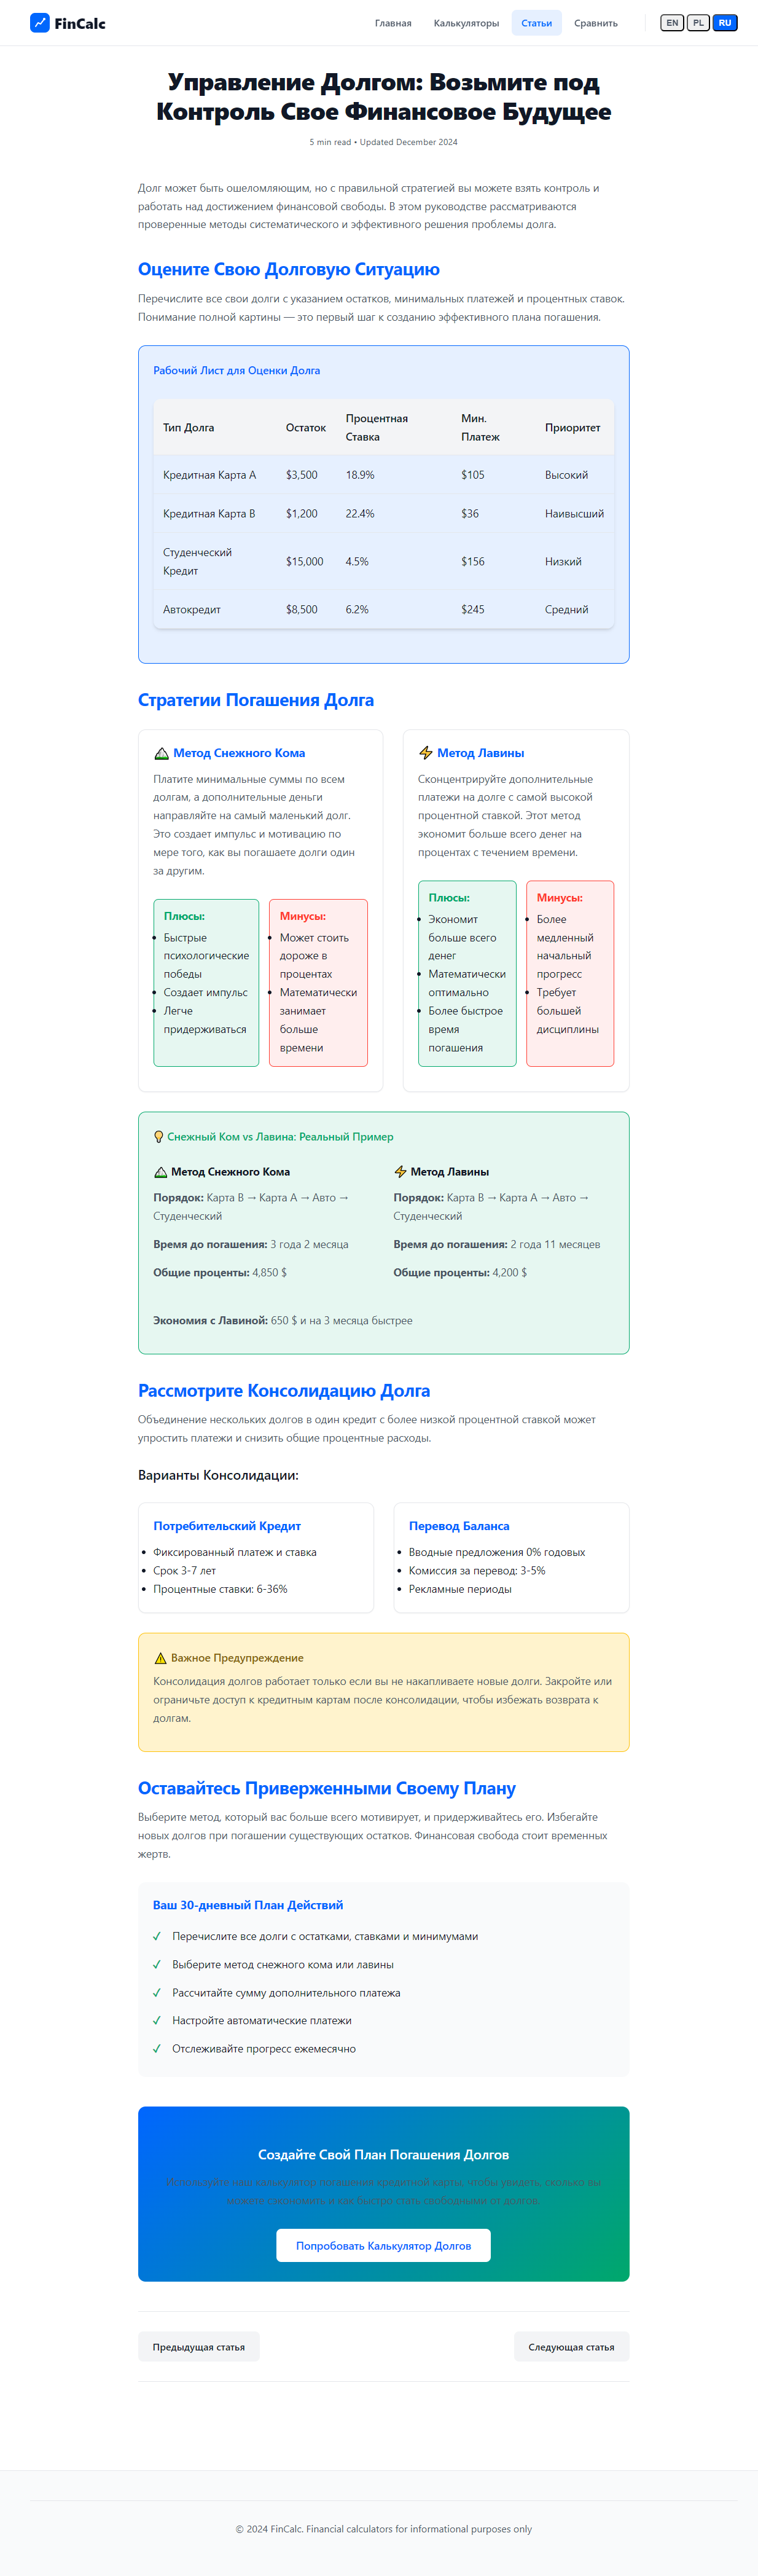 FinCalc
Главная
Калькуляторы
Статьи
Сравнить
EN
PL
RU
Управление Долгом: Возьмите под
Контроль Свое Финансовое Будущее
5 min read • Updated December 2024
Долг может быть ошеломляющим, но с правильной стратегией вы можете взять контроль и
работать над достижением финансовой свободы. В этом руководстве рассматриваются
проверенные методы систематического и эффективного решения проблемы долга.
Оцените Свою Долговую Ситуацию
Перечислите все свои долги с указанием остатков, минимальных платежей и процентных ставок.
Понимание полной картины — это первый шаг к созданию эффективного плана погашения.
Рабочий Лист для Оценки Долга
Тип Долга Остаток Процентная Ставка Мин. Платеж Приоритет
Кредитная Карта A $3,500 18.9% $105 Высокий
Кредитная Карта B $1,200 22.4% $36 Наивысший
Студенческий Кредит $15,000 4.5% $156 Низкий
Автокредит $8,500 6.2% $245 Средний
Стратегии Погашения Долга
Метод Снежного Кома
Платите минимальные суммы по всем
долгам, а дополнительные деньги
направляйте на самый маленький долг.
Это создает импульс и мотивацию по
мере того, как вы погашаете долги один
за другим.
Плюсы:
• Быстрые
психологические
победы
• Создает импульс
• Легче
придерживаться
Минусы:
• Может стоить
дороже в
процентах
• Математически
занимает
больше
времени
Метод Лавины
Сконцентрируйте дополнительные
платежи на долге с самой высокой
процентной ставкой. Этот метод
экономит больше всего денег на
процентах с течением времени.
Плюсы:
• Экономит
больше всего
денег
• Математически
оптимально
• Более быстрое
время
погашения
Минусы:
• Более
медленный
начальный
прогресс
• Требует
большей
дисциплины
Снежный Ком vs Лавина: Реальный Пример
Метод Снежного Кома
Порядок: Карта B → Карта A → Авто →
Студенческий
Время до погашения: 3 года 2 месяца
Общие проценты: 4,850 $
Метод Лавины
Порядок: Карта B → Карта A → Авто →
Студенческий
Время до погашения: 2 года 11 месяцев
Общие проценты: 4,200 $
Экономия с Лавиной: 650 $ и на 3 месяца быстрее
Рассмотрите Консолидацию Долга
Объединение нескольких долгов в один кредит с более низкой процентной ставкой может
упростить платежи и снизить общие процентные расходы.
Варианты Консолидации:
Потребительский Кредит
• Фиксированный платеж и ставка
• Срок 3-7 лет
• Процентные ставки: 6-36%
Перевод Баланса
• Вводные предложения 0% годовых
• Комиссия за перевод: 3-5%
• Рекламные периоды
Важное Предупреждение
Консолидация долгов работает только если вы не накапливаете новые долги. Закройте или
ограничьте доступ к кредитным картам после консолидации, чтобы избежать возврата к
долгам.
Оставайтесь Приверженными Своему Плану
Выберите метод, который вас больше всего мотивирует, и придерживайтесь его. Избегайте
новых долгов при погашении существующих остатков. Финансовая свобода стоит временных
жертв.
Ваш 30-дневный План Действий
✓ Перечислите все долги с остатками, ставками и минимумами
✓ Выберите метод снежного кома или лавины
✓ Рассчитайте сумму дополнительного платежа
✓ Настройте автоматические платежи
✓ Отслеживайте прогресс ежемесячно
Создайте Свой План Погашения Долгов
Используйте наш калькулятор погашения кредитной карты, чтобы увидеть, сколько вы
можете сэкономить и как быстро стать свободными от долгов.
Попробовать Калькулятор Долгов
Предыдущая статья
Следующая статья
© 2024 FinCalc. Financial calculators for informational purposes only